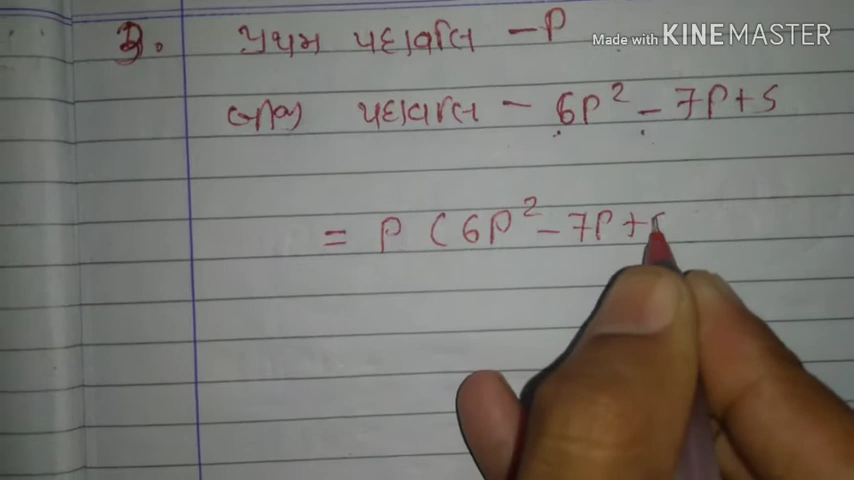 3. પ્રથમ પદાવલિ - P
Made with KINEMASTER
બીજી પદાવલિ - 6P² - 7P + 5
= P ( 6P² - 7P + 5